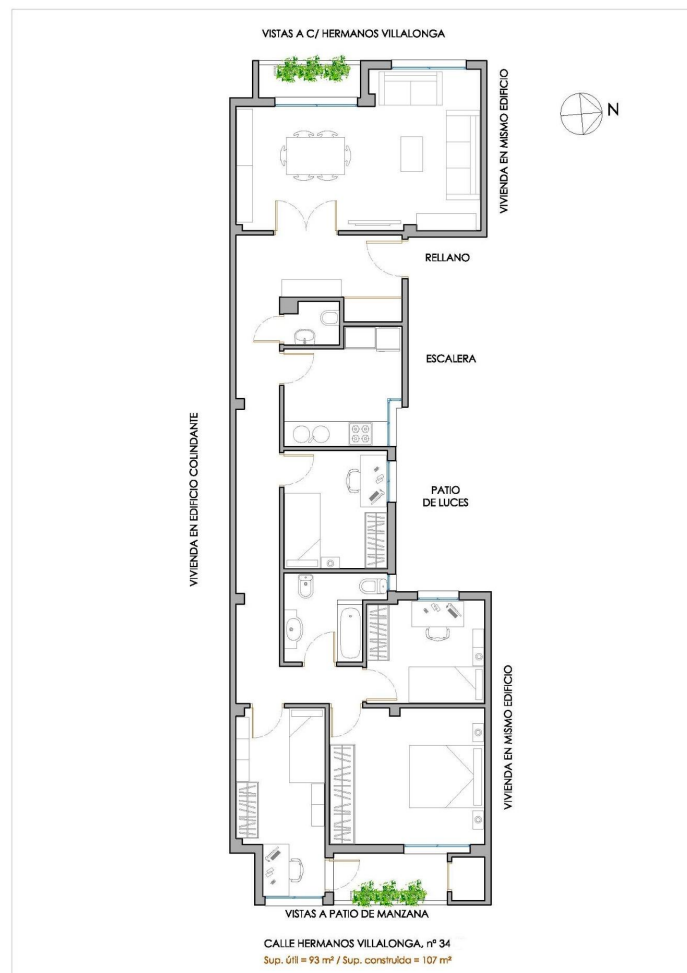 VISTAS A C/ HERMANOS VILLALONGA
VIVIENDA EN MISMO EDIFICIO
N
RELLANO
ESCALERA
VIVIENDA EN EDIFICIO COLINDANTE
PATIO
DE LUCES
VIVIENDA EN MISMO EDIFICIO
VISTAS A PATIO DE MANZANA
CALLE HERMANOS VILLALONGA, nº 34
Sup. útil = 93 m² / Sup. construida = 107 m²